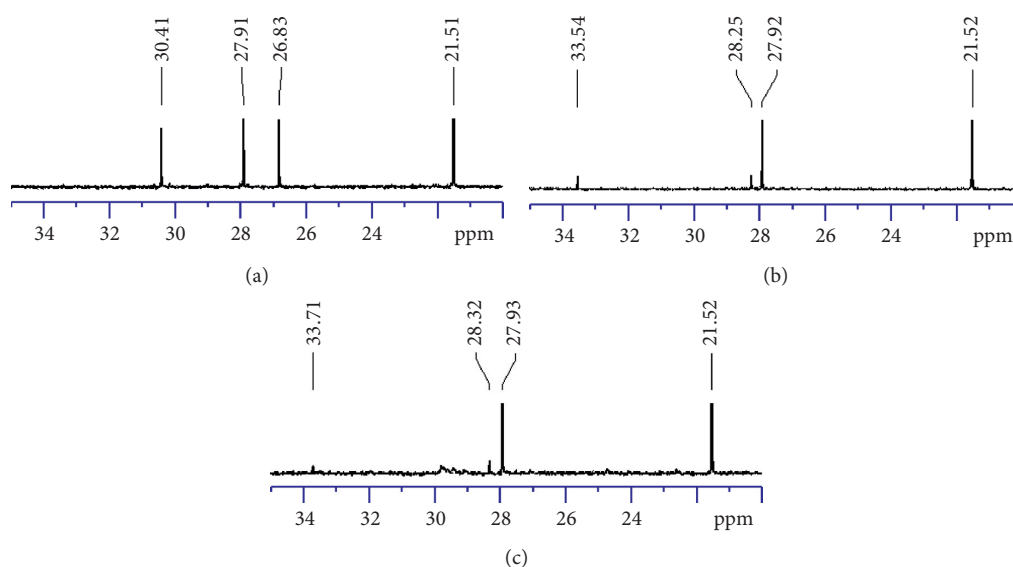 30.41 27.91 26.83 21.51
34 32 30 28 26 24 ppm
(a)
33.54 28.25 27.92 21.52
34 32 30 28 26 24 ppm
(b)
33.71 28.32 27.93 21.52
34 32 30 28 26 24 ppm
(c)